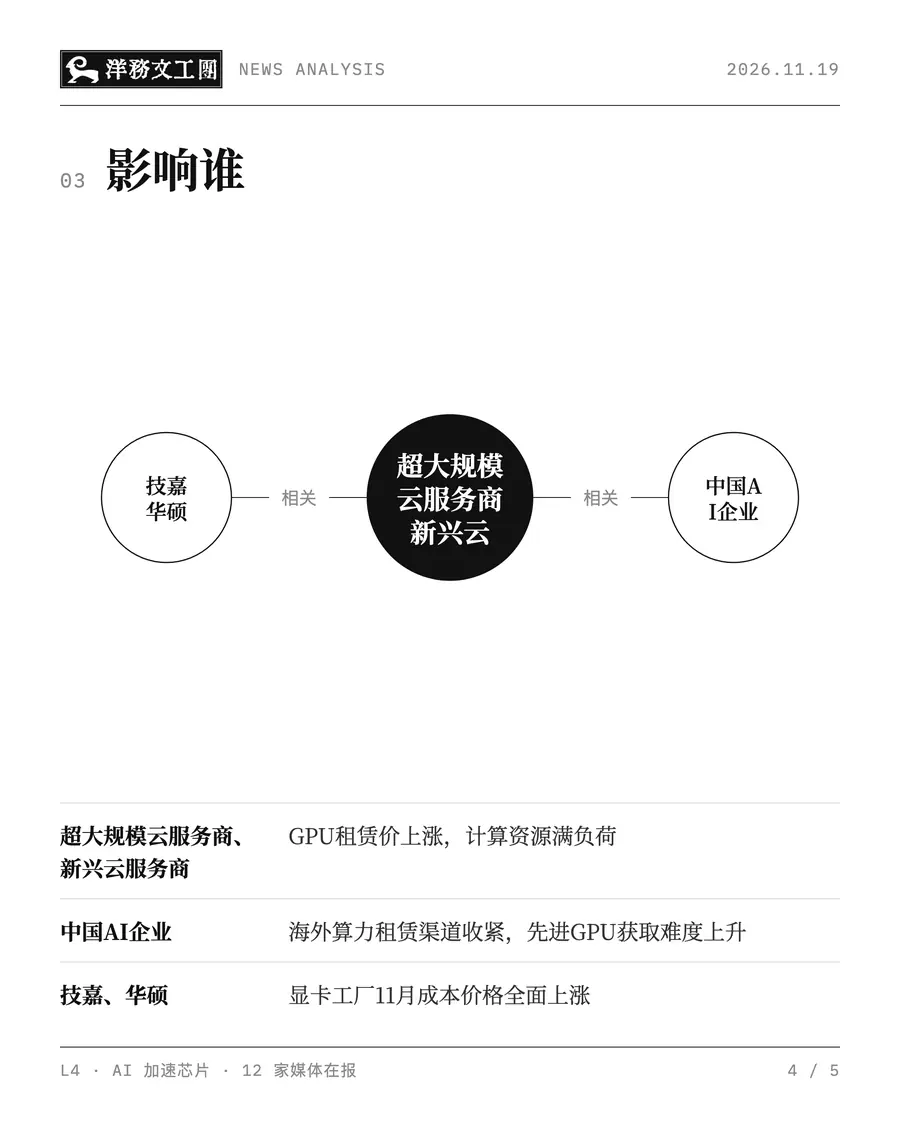 洋務文工團 NEWS ANALYSIS 2026.11.19
03 影响谁
技嘉
华硕
相关
超大规模
云服务商
新兴云
相关
中国A
I企业
超大规模云服务商、 GPU租赁价上涨，计算资源满负荷
新兴云服务商
中国AI企业 海外算力租赁渠道收紧，先进GPU获取难度上升
技嘉、华硕 显卡工厂11月成本价格全面上涨
L4 · AI 加速芯片 · 12 家媒体在报 4 / 5